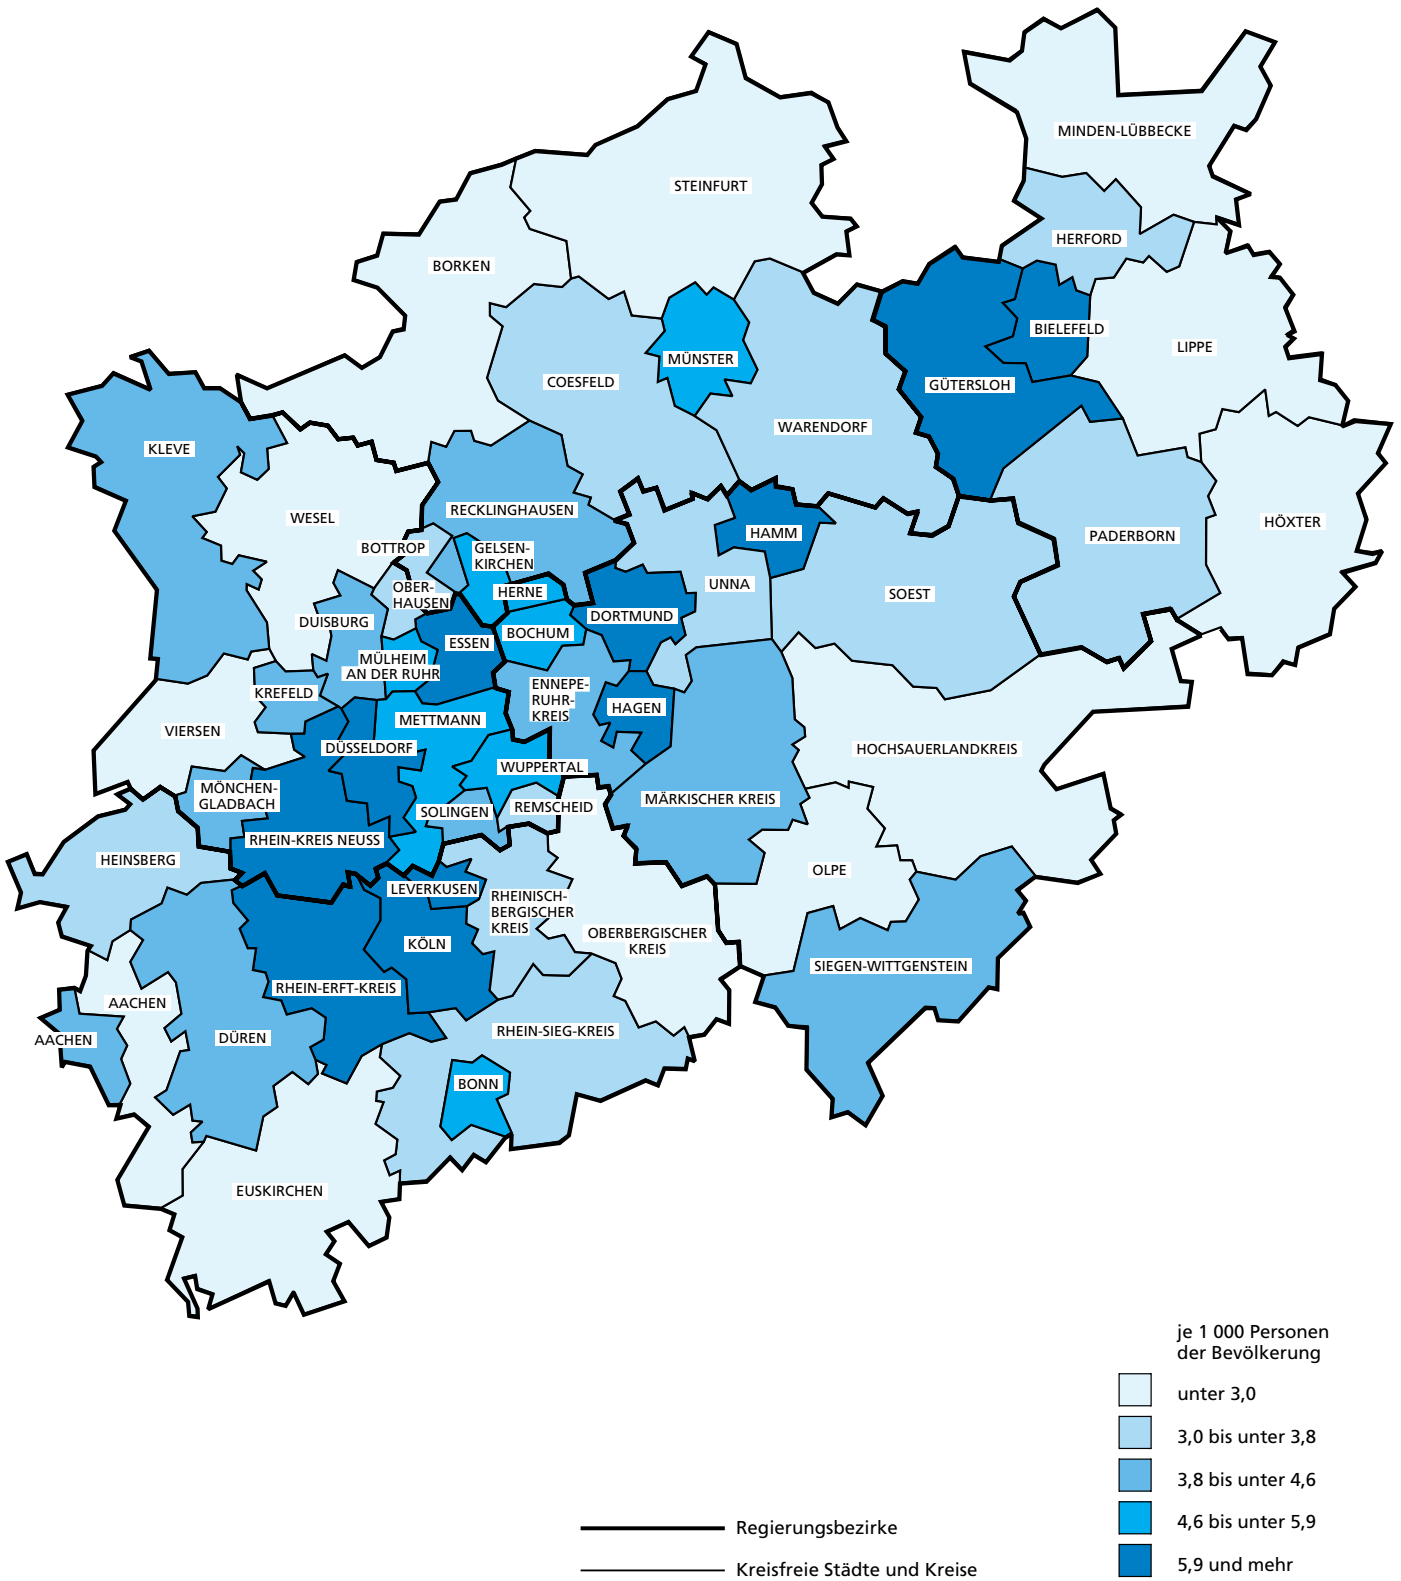 MINDEN-LÜBBECKE
STEINFURT
HERFORD
BORKEN
BIELEFELD
LIPPE
MÜNSTER
COESFELD
GÜTERSLOH
WARENDORF
KLEVE
RECKLINGHAUSEN
WESEL
HÖXTER
HAMM
PADERBORN
BOTTROP
GELSEN-
KIRCHEN
UNNA
OBER-
HAUSEN
HERNE
SOEST
DORTMUND
DUISBURG
BOCHUM
ESSEN
MÜLHEIM
AN DER RUHR
KREFELD
ENNEPE-
RUHR-
KREIS
HAGEN
METTMANN
VIERSEN
DÜSSELDORF
HOCHSAUERLANDKREIS
WUPPERTAL
MÖNCHEN-
GLADBACH
MÄRKISCHER KREIS
REMSCHEID
SOLINGEN
RHEIN-KREIS NEUSS
HEINSBERG
OLPE
LEVERKUSEN
RHEINISCH-
BERGISCHER
KREIS
OBERBERGISCHER
KREIS
KÖLN
SIEGEN-WITTGENSTEIN
RHEIN-ERFT-KREIS
AACHEN
RHEIN-SIEG-KREIS
AACHEN
DÜREN
BONN
EUSKIRCHEN
je 1 000 Personen
der Bevölkerung
unter 3,0
3,0 bis unter 3,8
3,8 bis unter 4,6
4,6 bis unter 5,9
5,9 und mehr
Regierungsbezirke
Kreisfreie Städte und Kreise